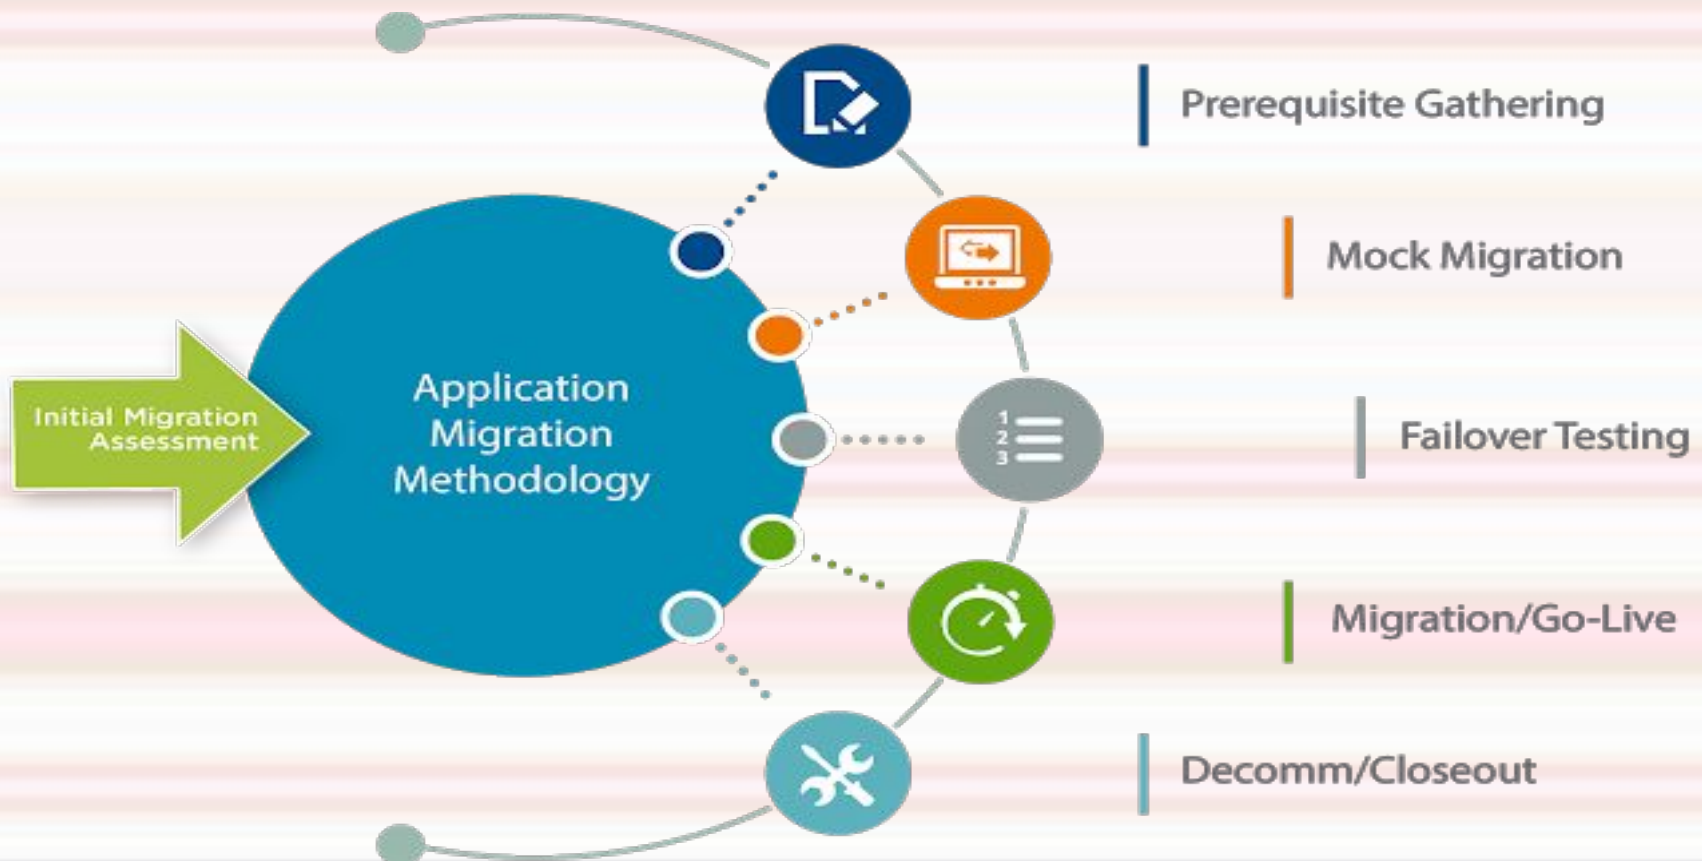 Prerequisite Gathering
Mock Migration
Initial Migration
Assessment
Application
Migration
Methodology
1
2
3
Failover Testing
Migration/Go-Live
Decomm/Closeout